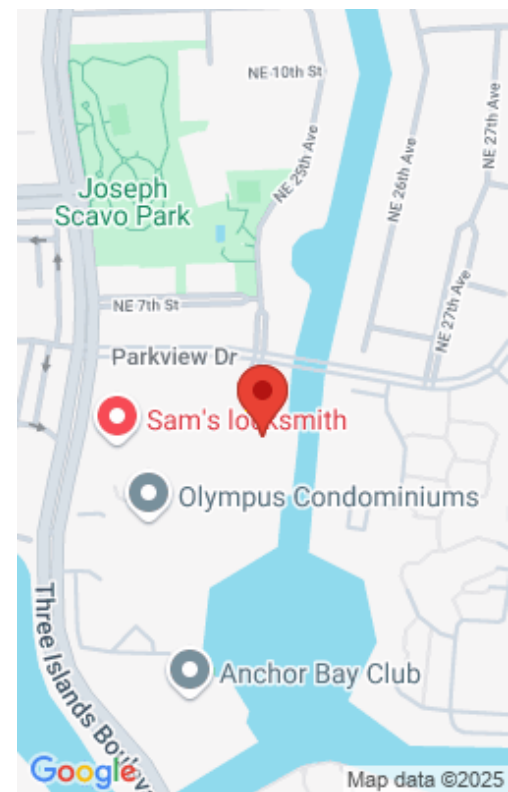 NE 10th St
NE 27th Ave
NE 25th Ave
NE 26th Ave
Joseph
Scavo Park
NE 7th St
NE 27th Ave
Parkview Dr
Sam's locksmith
Olympus Condominiums
Three Islands Boulev
Anchor Bay Club
Google
Map data ©2025